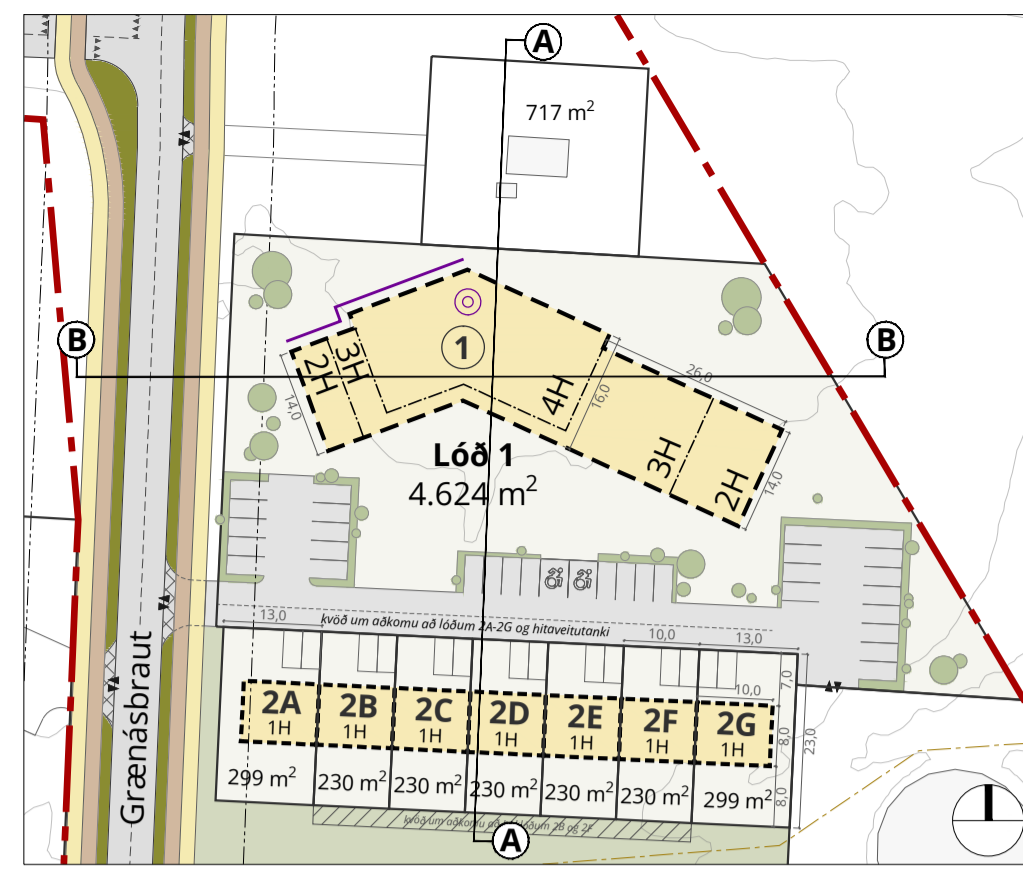 A
717 m²
B
B
1
2H
3H
4H
3H
2H
14,0
16,0
26,0
14,0
Lóð 1
4.624 m²
13,0
kvöð um aðkomu að lóðum 2A-2G og hitaveitutanki
10,0
13,0
7,0
10,0
8,0
23,0
8,0
2A
1H
2B
1H
2C
1H
2D
1H
2E
1H
2F
1H
2G
1H
299 m²
230 m²
230 m²
230 m²
230 m²
230 m²
299 m²
kvöð um aðkomu að lóðum 2B og 2F
A
Grænásbraut